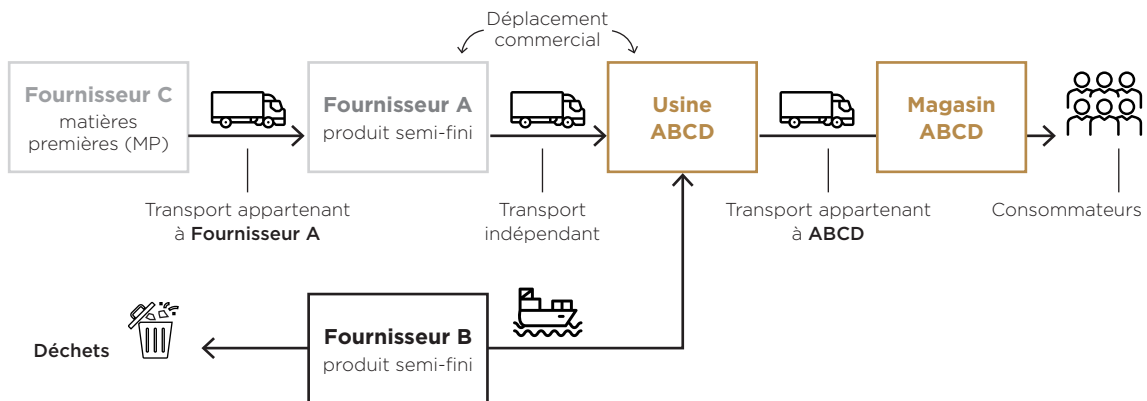 Déplacement
commercial
Fournisseur C
matières
premières (MP)
Fournisseur A
produit semi-fini
Usine
ABCD
Magasin
ABCD
Transport appartenant
à Fournisseur A
Transport
indépendant
Transport appartenant
à ABCD
Consommateurs
Déchets
Fournisseur B
produit semi-fini